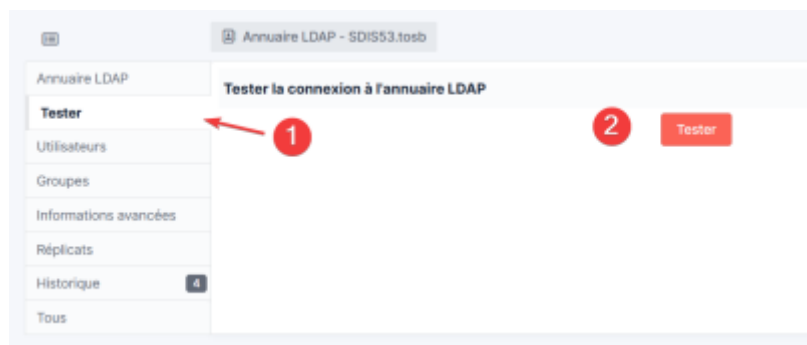 Annuaire LDAP - SDIS53.tosb
Annuaire LDAP
Tester
Utilisateurs
Groupes
Informations avancées
Réplicats
Historique 4
Tous
Tester la connexion à l'annuaire LDAP
1
2 Tester